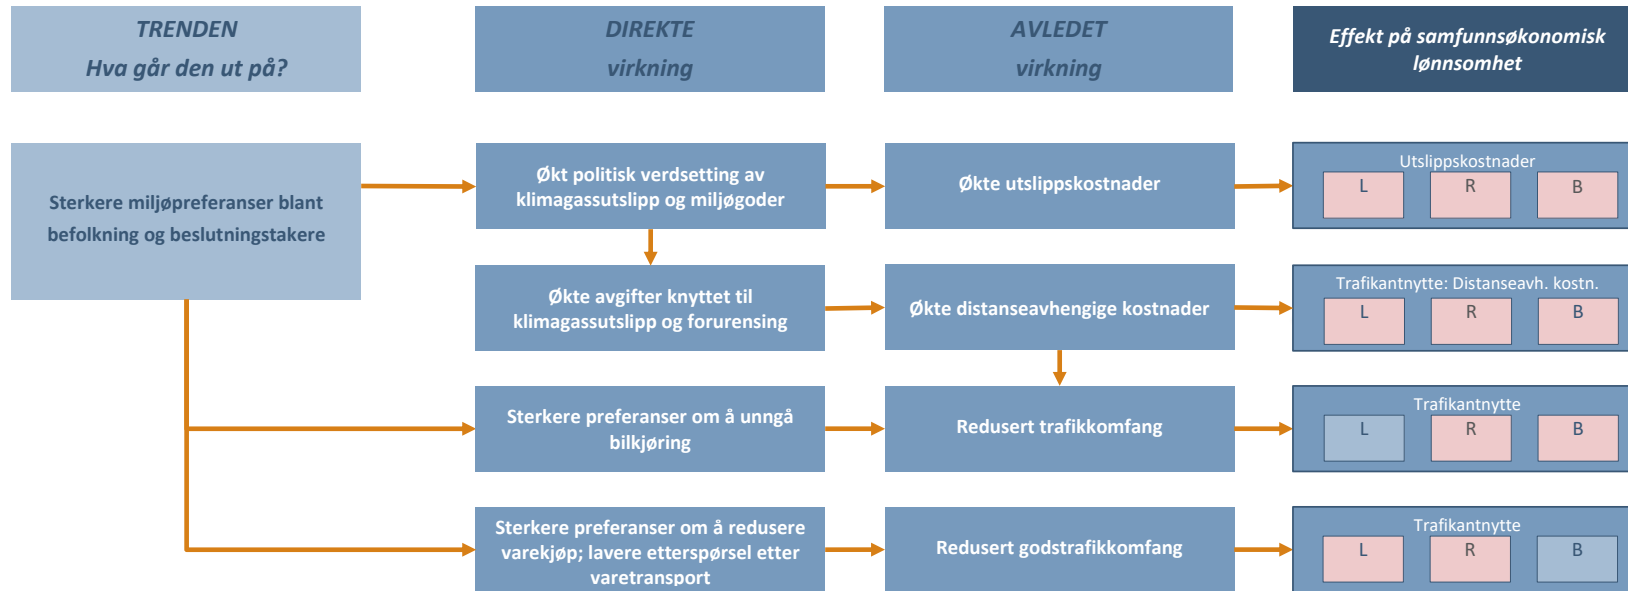 TRENDEN
Hva går den ut på?
DIREKTE
virkning
AVLEDET
virkning
Effekt på samfunnsøkonomisk
lønnsomhet
Sterkere miljøpreferanser blant
befolkning og beslutningstakere
Økt politisk verdsetting av
klimagassutslipp og miljøgoder
Økte utslippskostnader
Utslippskostnader
L R B
Økte avgifter knyttet til
klimagassutslipp og forurensing
Økte distanseavhengige kostnader
Trafikantnytte: Distanseavh. kostn.
L R B
Sterkere preferanser om å unngå
bilkjøring
Redusert trafikkomfang
Trafikantnytte
L R B
Sterkere preferanser om å redusere
varekjøp; lavere etterspørsel etter
varetransport
Redusert godstrafikkomfang
Trafikantnytte
L R B